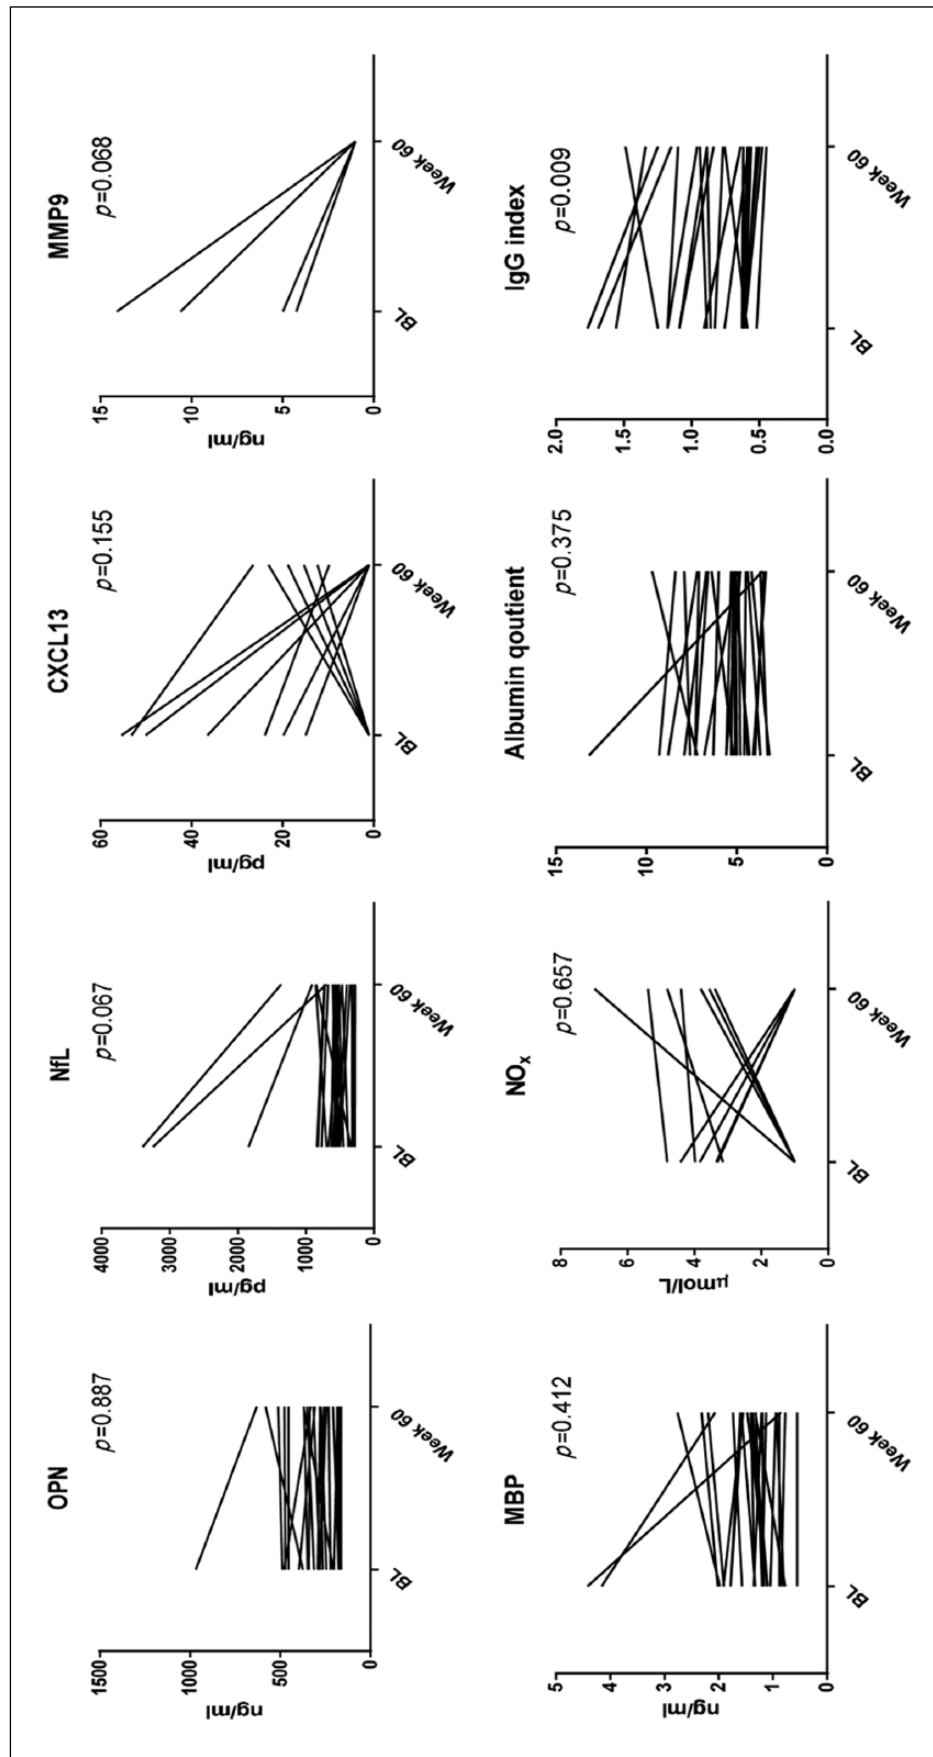 OPN
p=0.887
1500
1000
500
0
ng/ml
BL
Week 60
NfL
p=0.067
4000
3000
2000
1000
0
pg/ml
BL
Week 60
CXCL13
p=0.155
60
40
20
0
pg/ml
BL
Week 60
MMP9
p=0.068
15
10
5
0
ng/ml
BL
Week 60
MBP
p=0.412
5
4
3
2
1
0
ng/ml
BL
Week 60
NOx
p=0.657
8
6
4
2
0
μmol/L
BL
Week 60
Albumin qoutient
p=0.375
15
10
5
0
BL
Week 60
IgG index
p=0.009
2.0
1.5
1.0
0.5
0.0
BL
Week 60